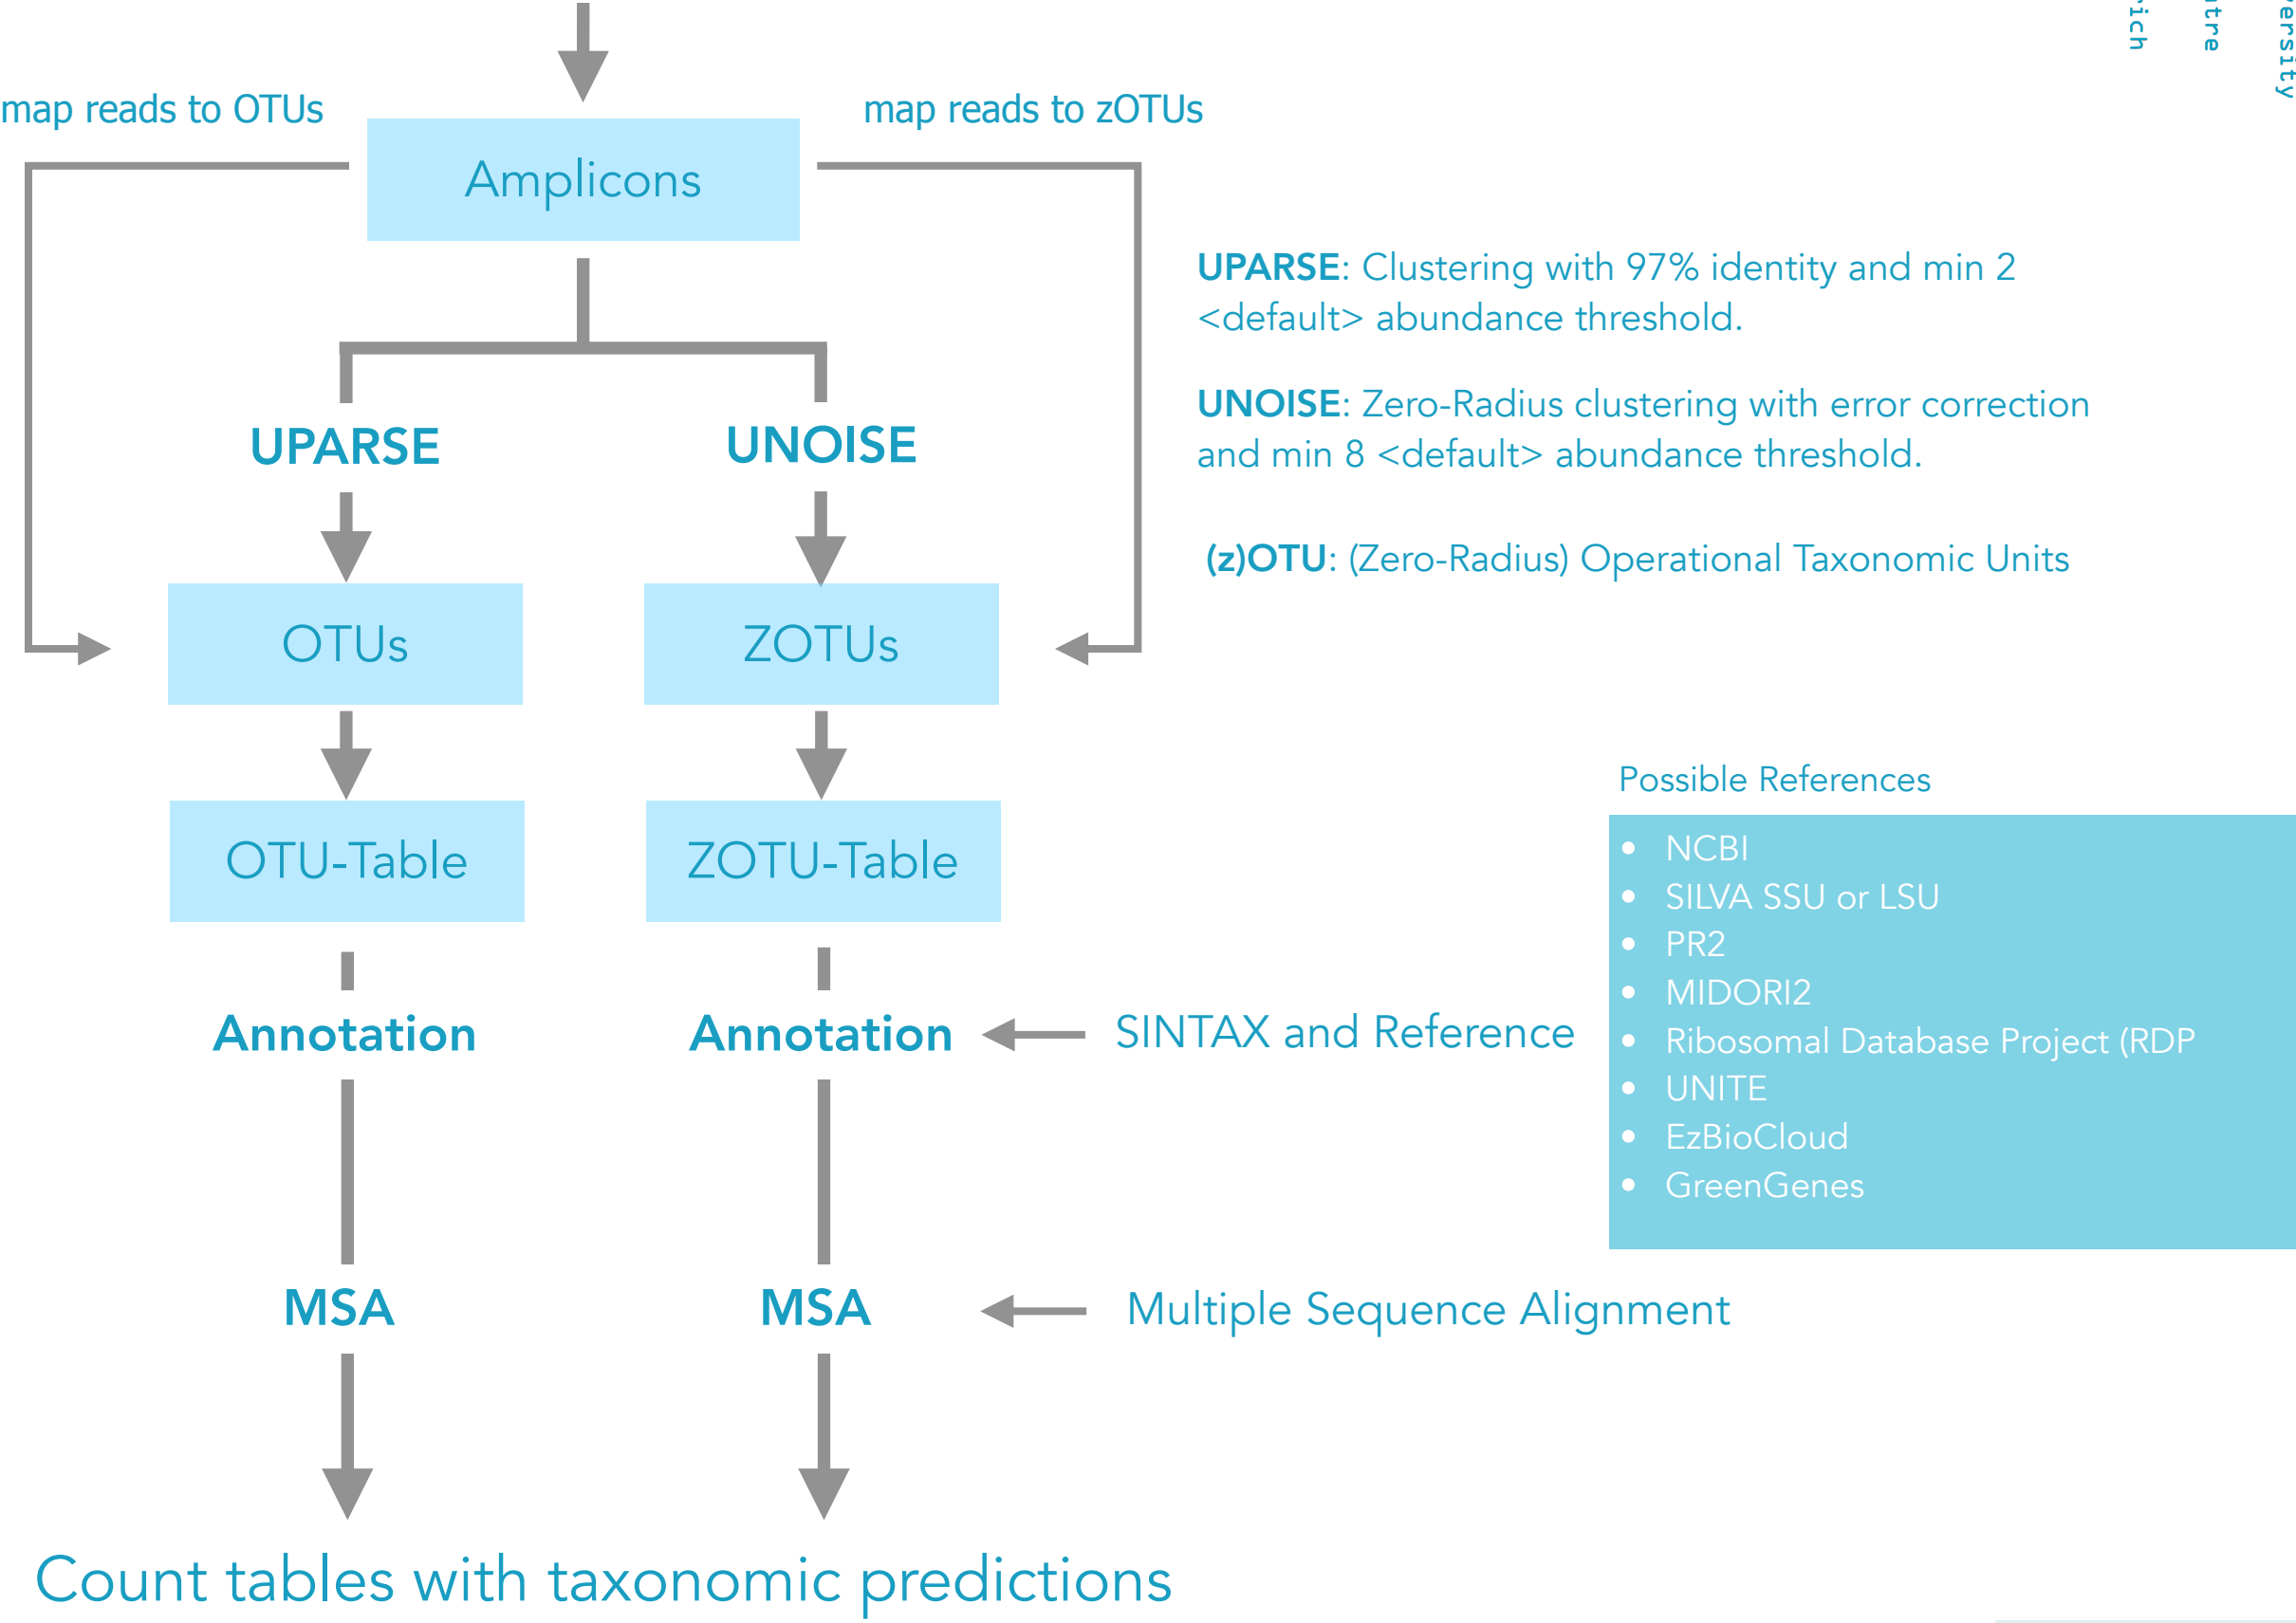 map reads to OTUs
map reads to zOTUs
Amplicons
UPARSE: Clustering with 97% identity and min 2
<default> abundance threshold.
UPARSE
UNOISE
UNOISE: Zero-Radius clustering with error correction
and min 8 <default> abundance threshold.
(z)OTU: (Zero-Radius) Operational Taxonomic Units
OTUs
ZOTUs
OTU-Table
ZOTU-Table
Possible References
• NCBI
• SILVA SSU or LSU
• PR2
• MIDORI2
• Ribosomal Database Project (RDP
• UNITE
• EzBioCloud
• GreenGenes
Annotation
Annotation
SINTAX and Reference
MSA
MSA
Multiple Sequence Alignment
Count tables with taxonomic predictions